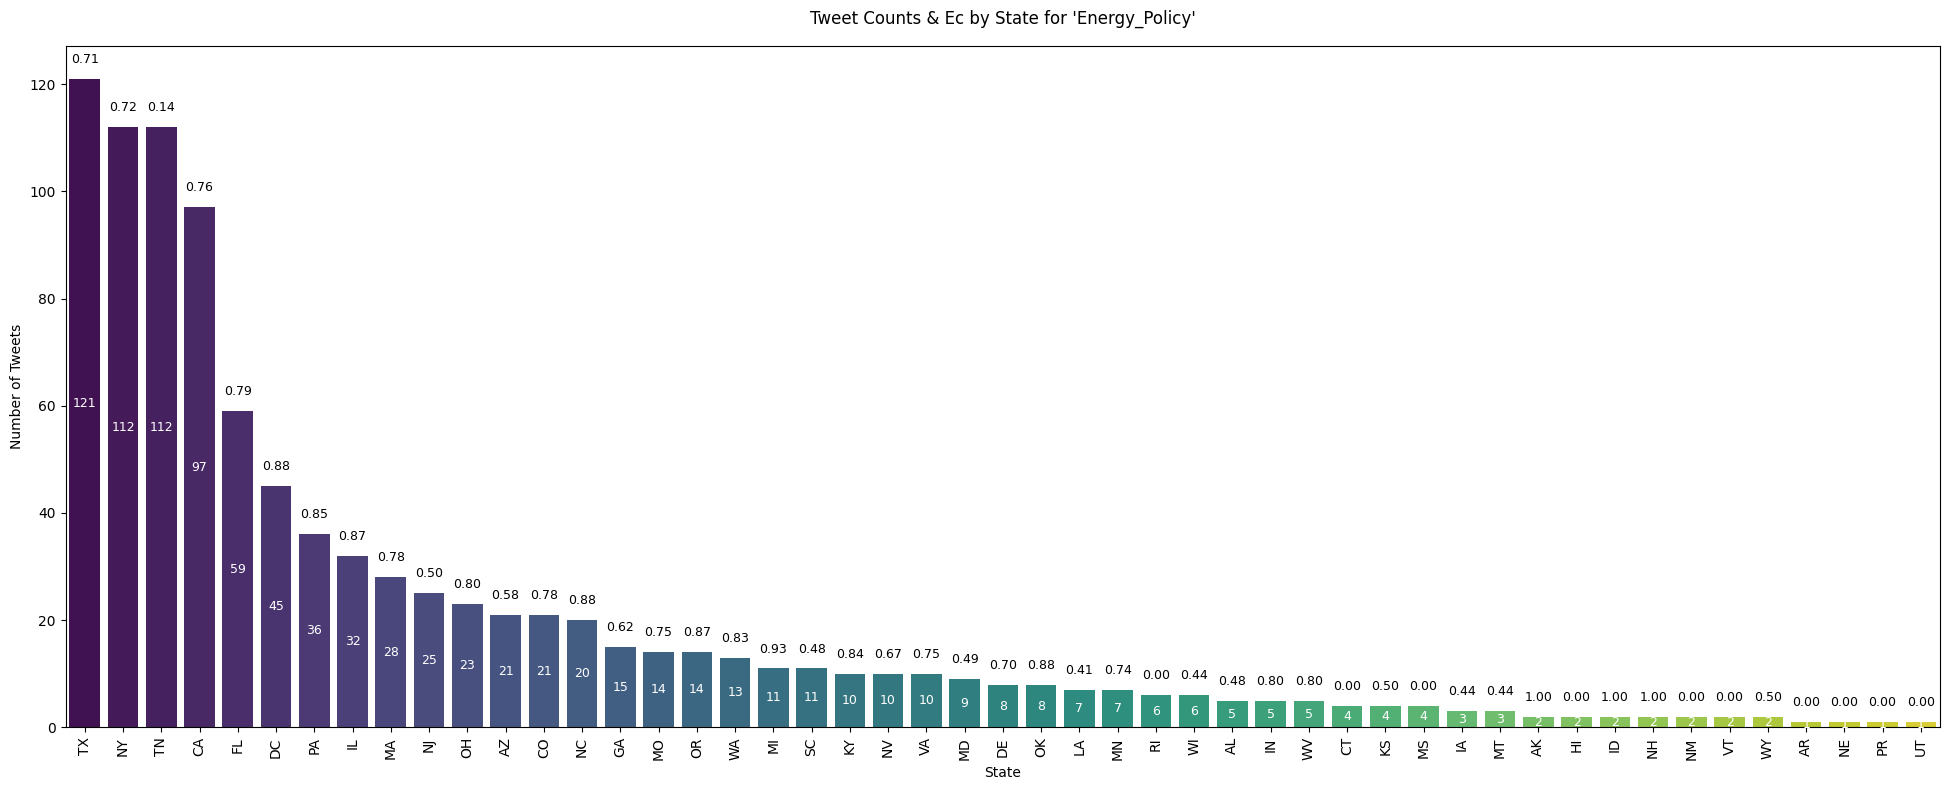 Tweet Counts & Ec by State for 'Energy_Policy'
Number of Tweets
120
100
80
60
40
20
0
0.71 0.72 0.14 0.76 0.79 0.88 0.85 0.87 0.78 0.50 0.80 0.58 0.78 0.88 0.62 0.75 0.87 0.83 0.93 0.48 0.84 0.67 0.75 0.49 0.70 0.88 0.41 0.74 0.00 0.44 0.48 0.80 0.80 0.00 0.50 0.00 0.44 0.44 1.00 0.00 1.00 1.00 0.00 0.00 0.50 0.00 0.00 0.00 0.00
121 112 112 97 59 45 36 32 28 25 23 21 21 20 15 14 14 13 11 11 10 10 10 9 8 8 7 7 6 6 5 5 5 4 4 4 3 3 2 2 2 2 2 2 2 1 1 1 1
TX NY TN CA FL DC PA IL MA NJ OH AZ CO NC GA MO OR WA MI SC KY NV VA MD DE OK LA MN RI WI AL IN WV CT KS MS IA MT AK HI ID NH NM VT WY AR NE PR UT
State